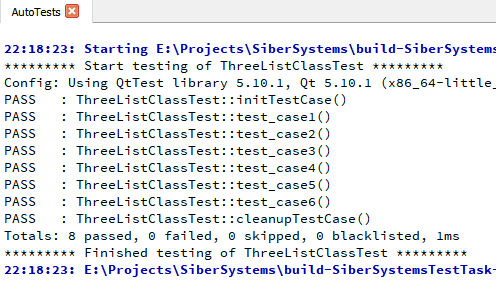 AutoTests
22:18:23: Starting E:\Projects\SiberSystems\build-SiberSystems
********* Start testing of ThreeListClassTest *********
Config: Using QtTest library 5.10.1, Qt 5.10.1 (x86_64-little_
PASS   : ThreeListClassTest::initTestCase()
PASS   : ThreeListClassTest::test_case1()
PASS   : ThreeListClassTest::test_case2()
PASS   : ThreeListClassTest::test_case3()
PASS   : ThreeListClassTest::test_case4()
PASS   : ThreeListClassTest::test_case5()
PASS   : ThreeListClassTest::test_case6()
PASS   : ThreeListClassTest::cleanupTestCase()
Totals: 8 passed, 0 failed, 0 skipped, 0 blacklisted, 1ms
********* Finished testing of ThreeListClassTest *********
22:18:23: E:\Projects\SiberSystems\build-SiberSystemsTestTask-